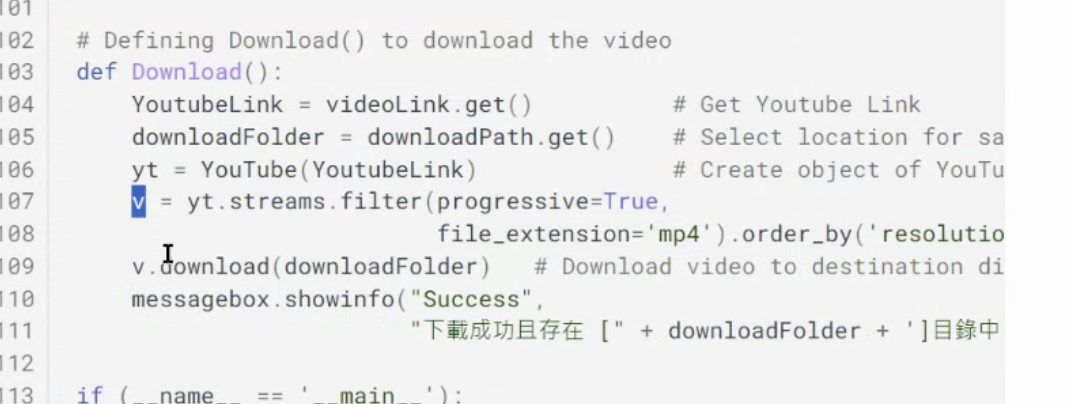 101
102 # Defining Download() to download the video
103 def Download():
104 YoutubeLink = videoLink.get() # Get Youtube Link
105 downloadFolder = downloadPath.get() # Select location for sa
106 yt = YouTube(YoutubeLink) # Create object of YouTu
107 v = yt.streams.filter(progressive=True,
108 file_extension='mp4').order_by('resolutio
109 v.download(downloadFolder) # Download video to destination di
110 messagebox.showinfo("Success",
111 "下載成功且存在 [" + downloadFolder + ']目錄中
112
113 if (__name__ == '__main__'):